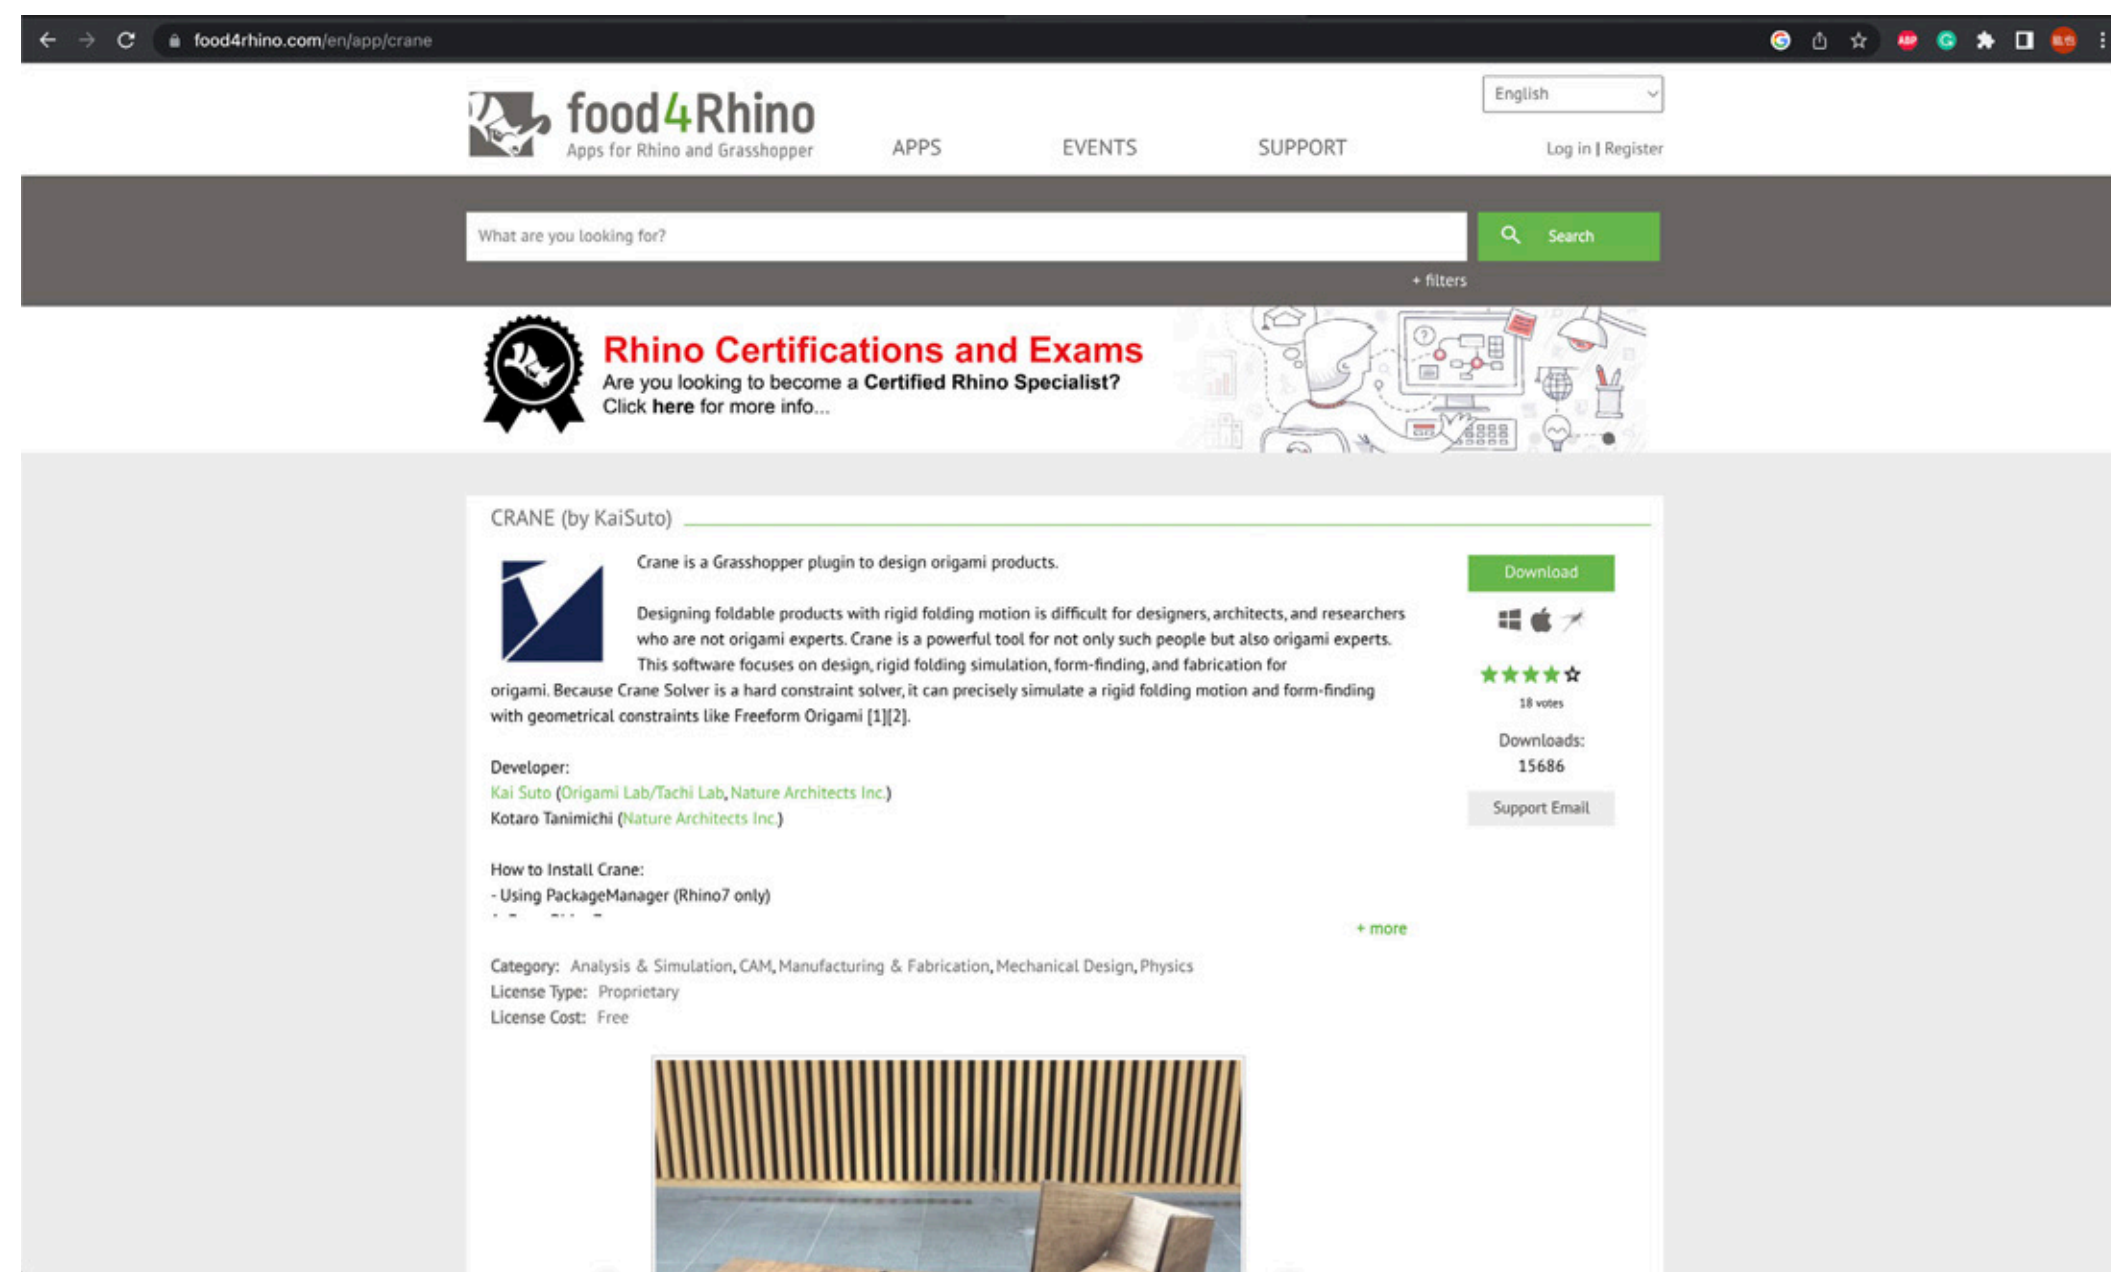 food4rhino.com/en/app/crane
ABP
food4Rhino
Apps for Rhino and Grasshopper
APPS
EVENTS
SUPPORT
English
Log in | Register
What are you looking for?
Search
+ filters
Rhino Certifications and Exams
Are you looking to become a Certified Rhino Specialist?
Click here for more info...
CRANE (by KaiSuto)
Crane is a Grasshopper plugin to design origami products.
Designing foldable products with rigid folding motion is difficult for designers, architects, and researchers
who are not origami experts. Crane is a powerful tool for not only such people but also origami experts.
This software focuses on design, rigid folding simulation, form-finding, and fabrication for
origami. Because Crane Solver is a hard constraint solver, it can precisely simulate a rigid folding motion and form-finding
with geometrical constraints like Freeform Origami [1][2].
Developer:
Kai Suto (Origami Lab/Tachi Lab, Nature Architects Inc.)
Kotaro Tanimichi (Nature Architects Inc.)
How to Install Crane:
- Using PackageManager (Rhino7 only)
+ more
Category: Analysis & Simulation, CAM, Manufacturing & Fabrication, Mechanical Design, Physics
License Type: Proprietary
License Cost: Free
Download
18 votes
Downloads:
15686
Support Email